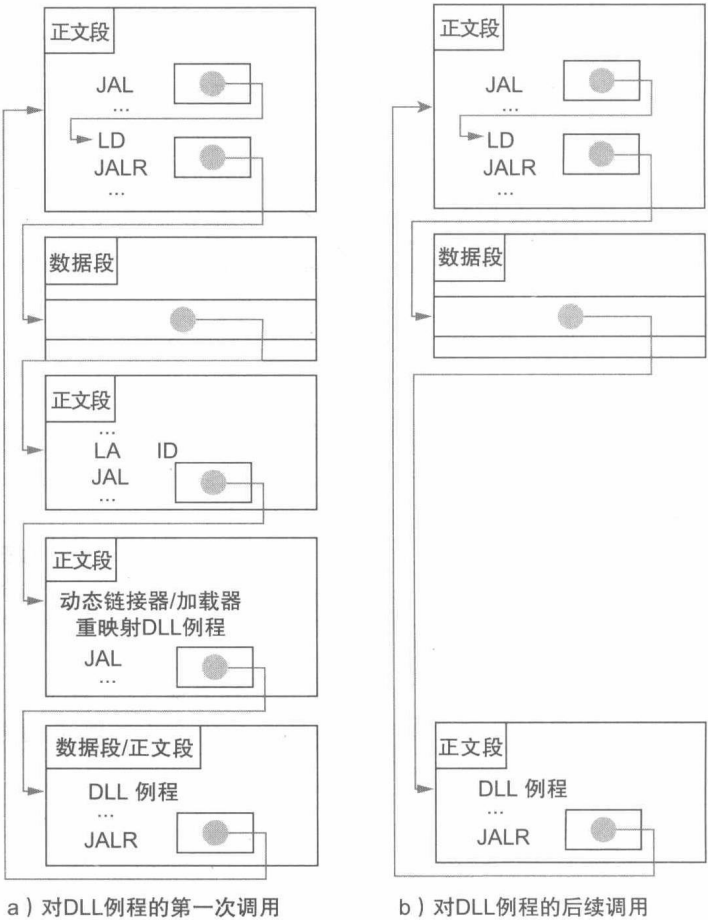 正文段
JAL
...
LD
JALR
...
数据段
正文段
...
LA ID
JAL
...
正文段
动态链接器/加载器
重映射DLL例程
JAL
...
数据段/正文段
DLL 例程
...
JALR
a）对DLL例程的第一次调用
正文段
JAL
...
LD
JALR
...
数据段
正文段
DLL 例程
...
JALR
b）对DLL例程的后续调用